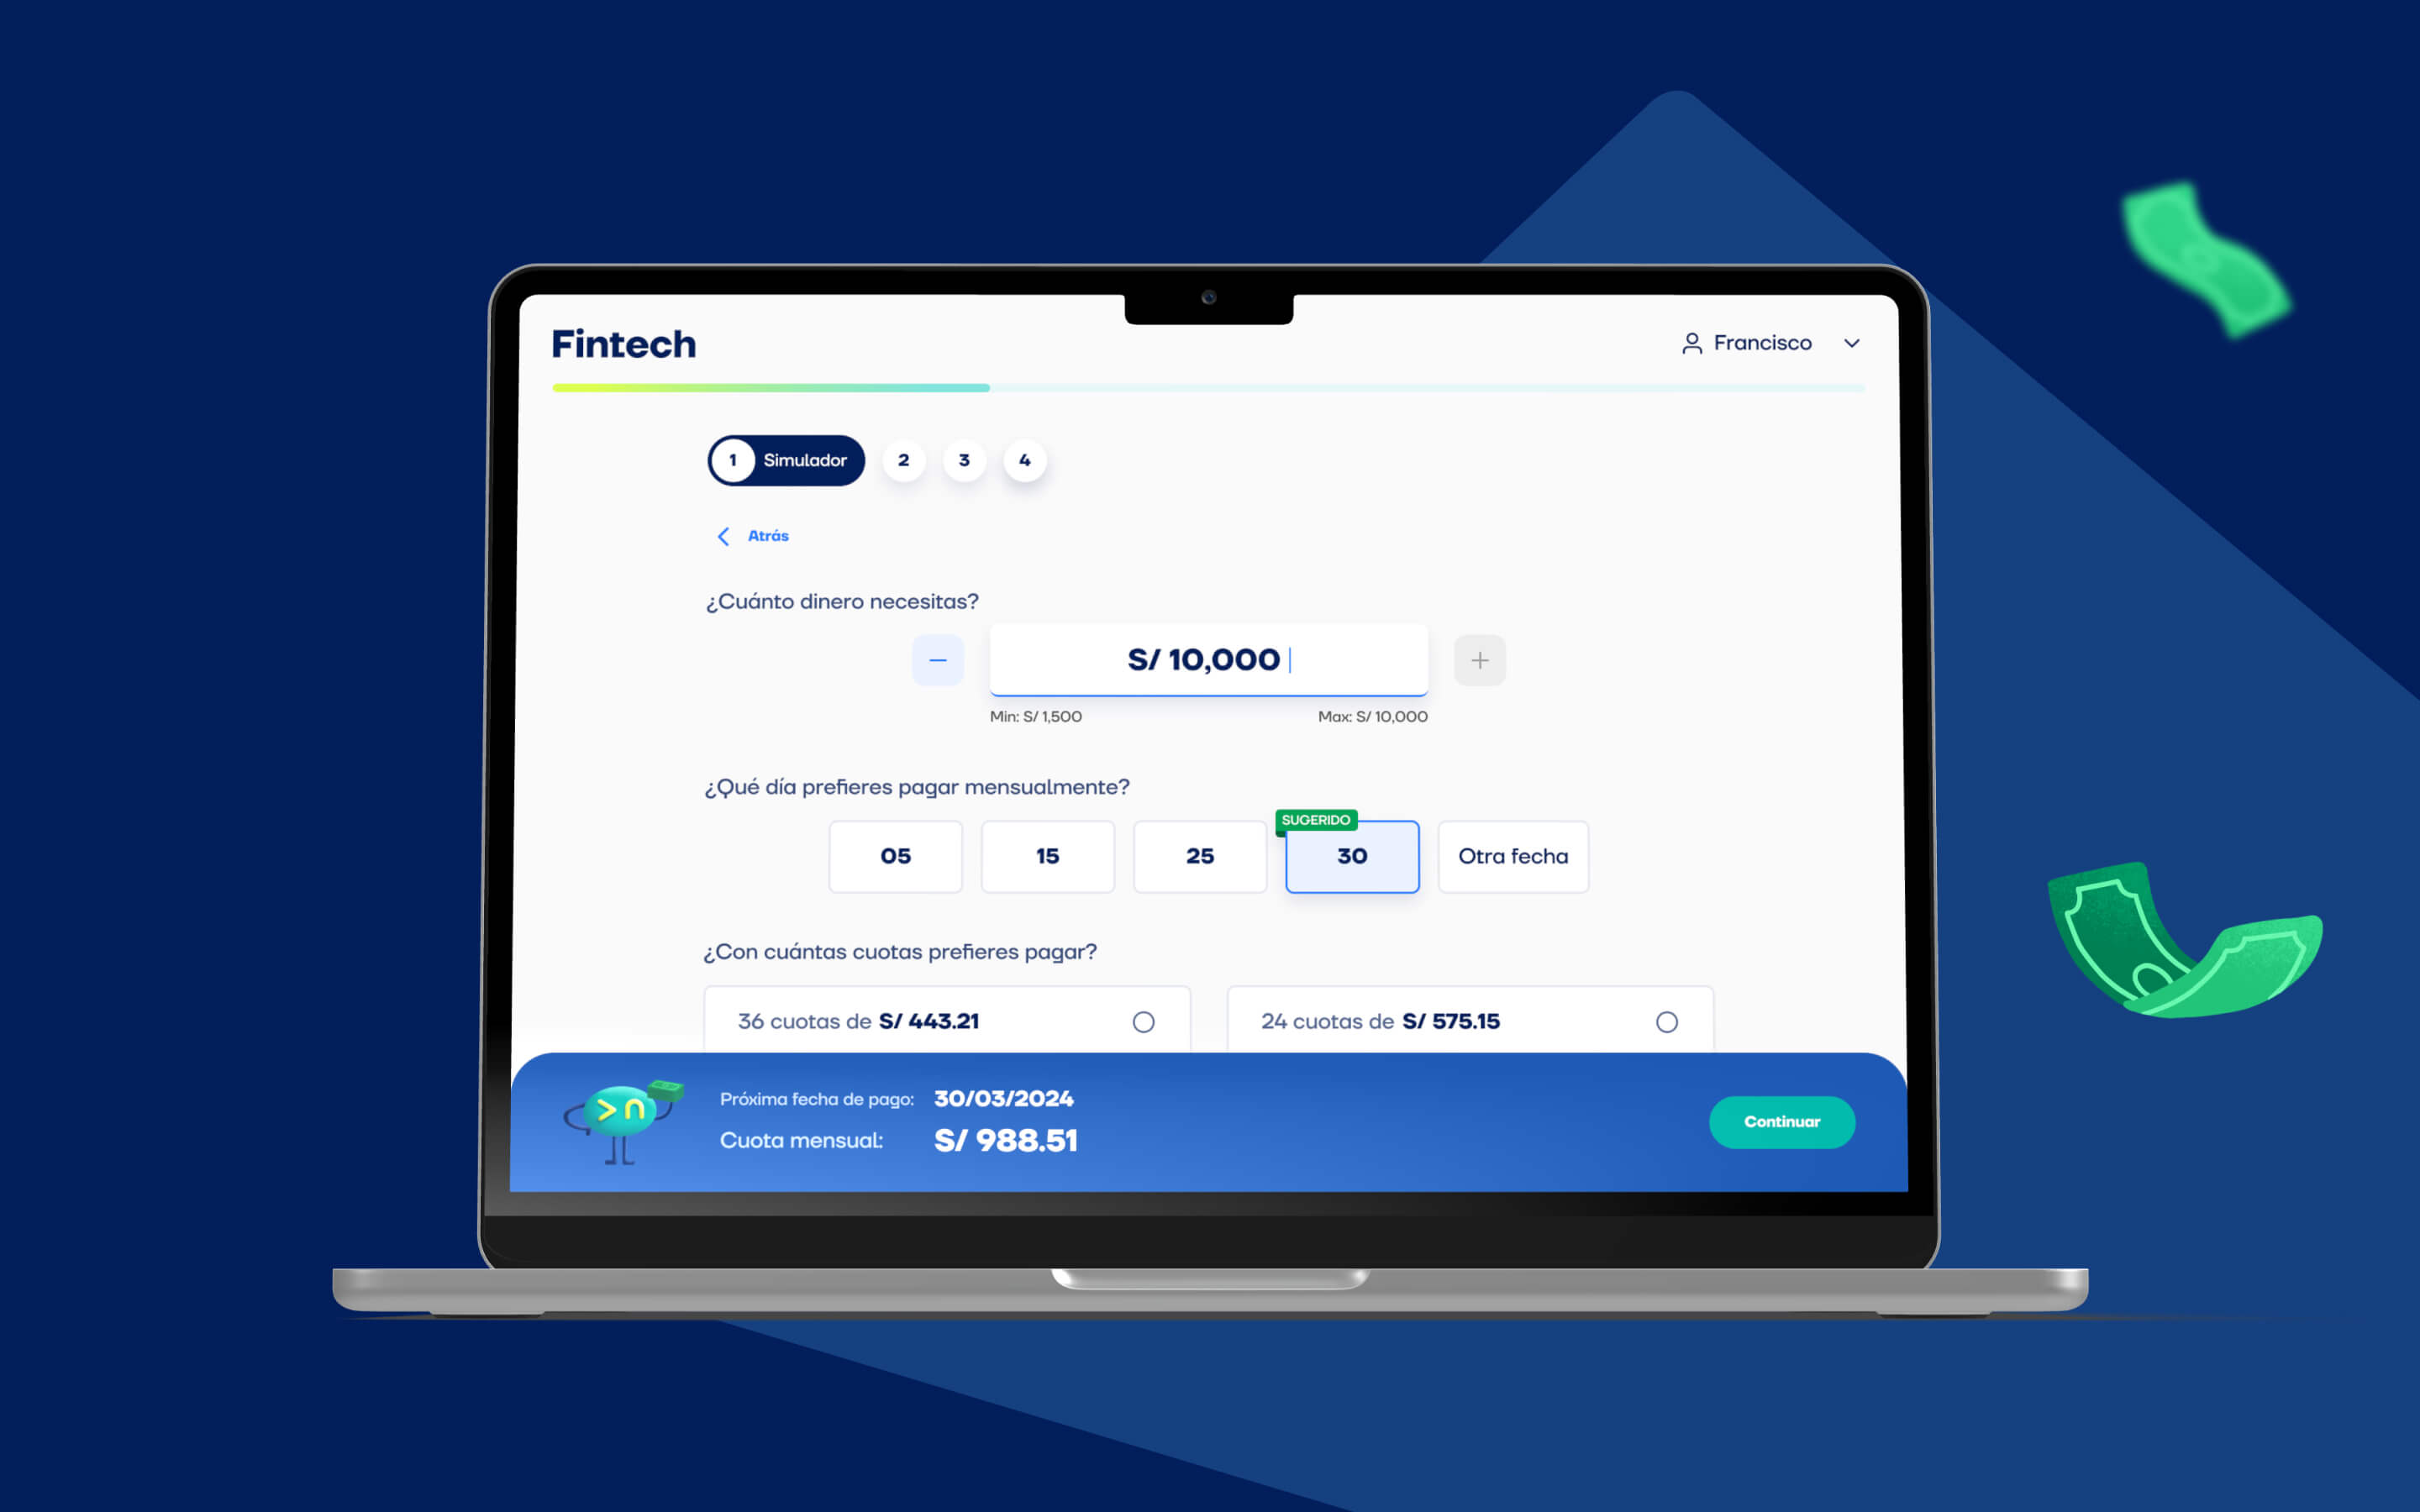 Fintech
Francisco
1 Simulador 2 3 4
Atrás
¿Cuánto dinero necesitas?
− S/ 10,000 +
Min: S/ 1,500 Max: S/ 10,000
¿Qué día prefieres pagar mensualmente?
SUGERIDO
05 15 25 30 Otra fecha
¿Con cuántas cuotas prefieres pagar?
36 cuotas de S/ 443.21 24 cuotas de S/ 575.15
Próxima fecha de pago: 30/03/2024
Cuota mensual: S/ 988.51
Continuar